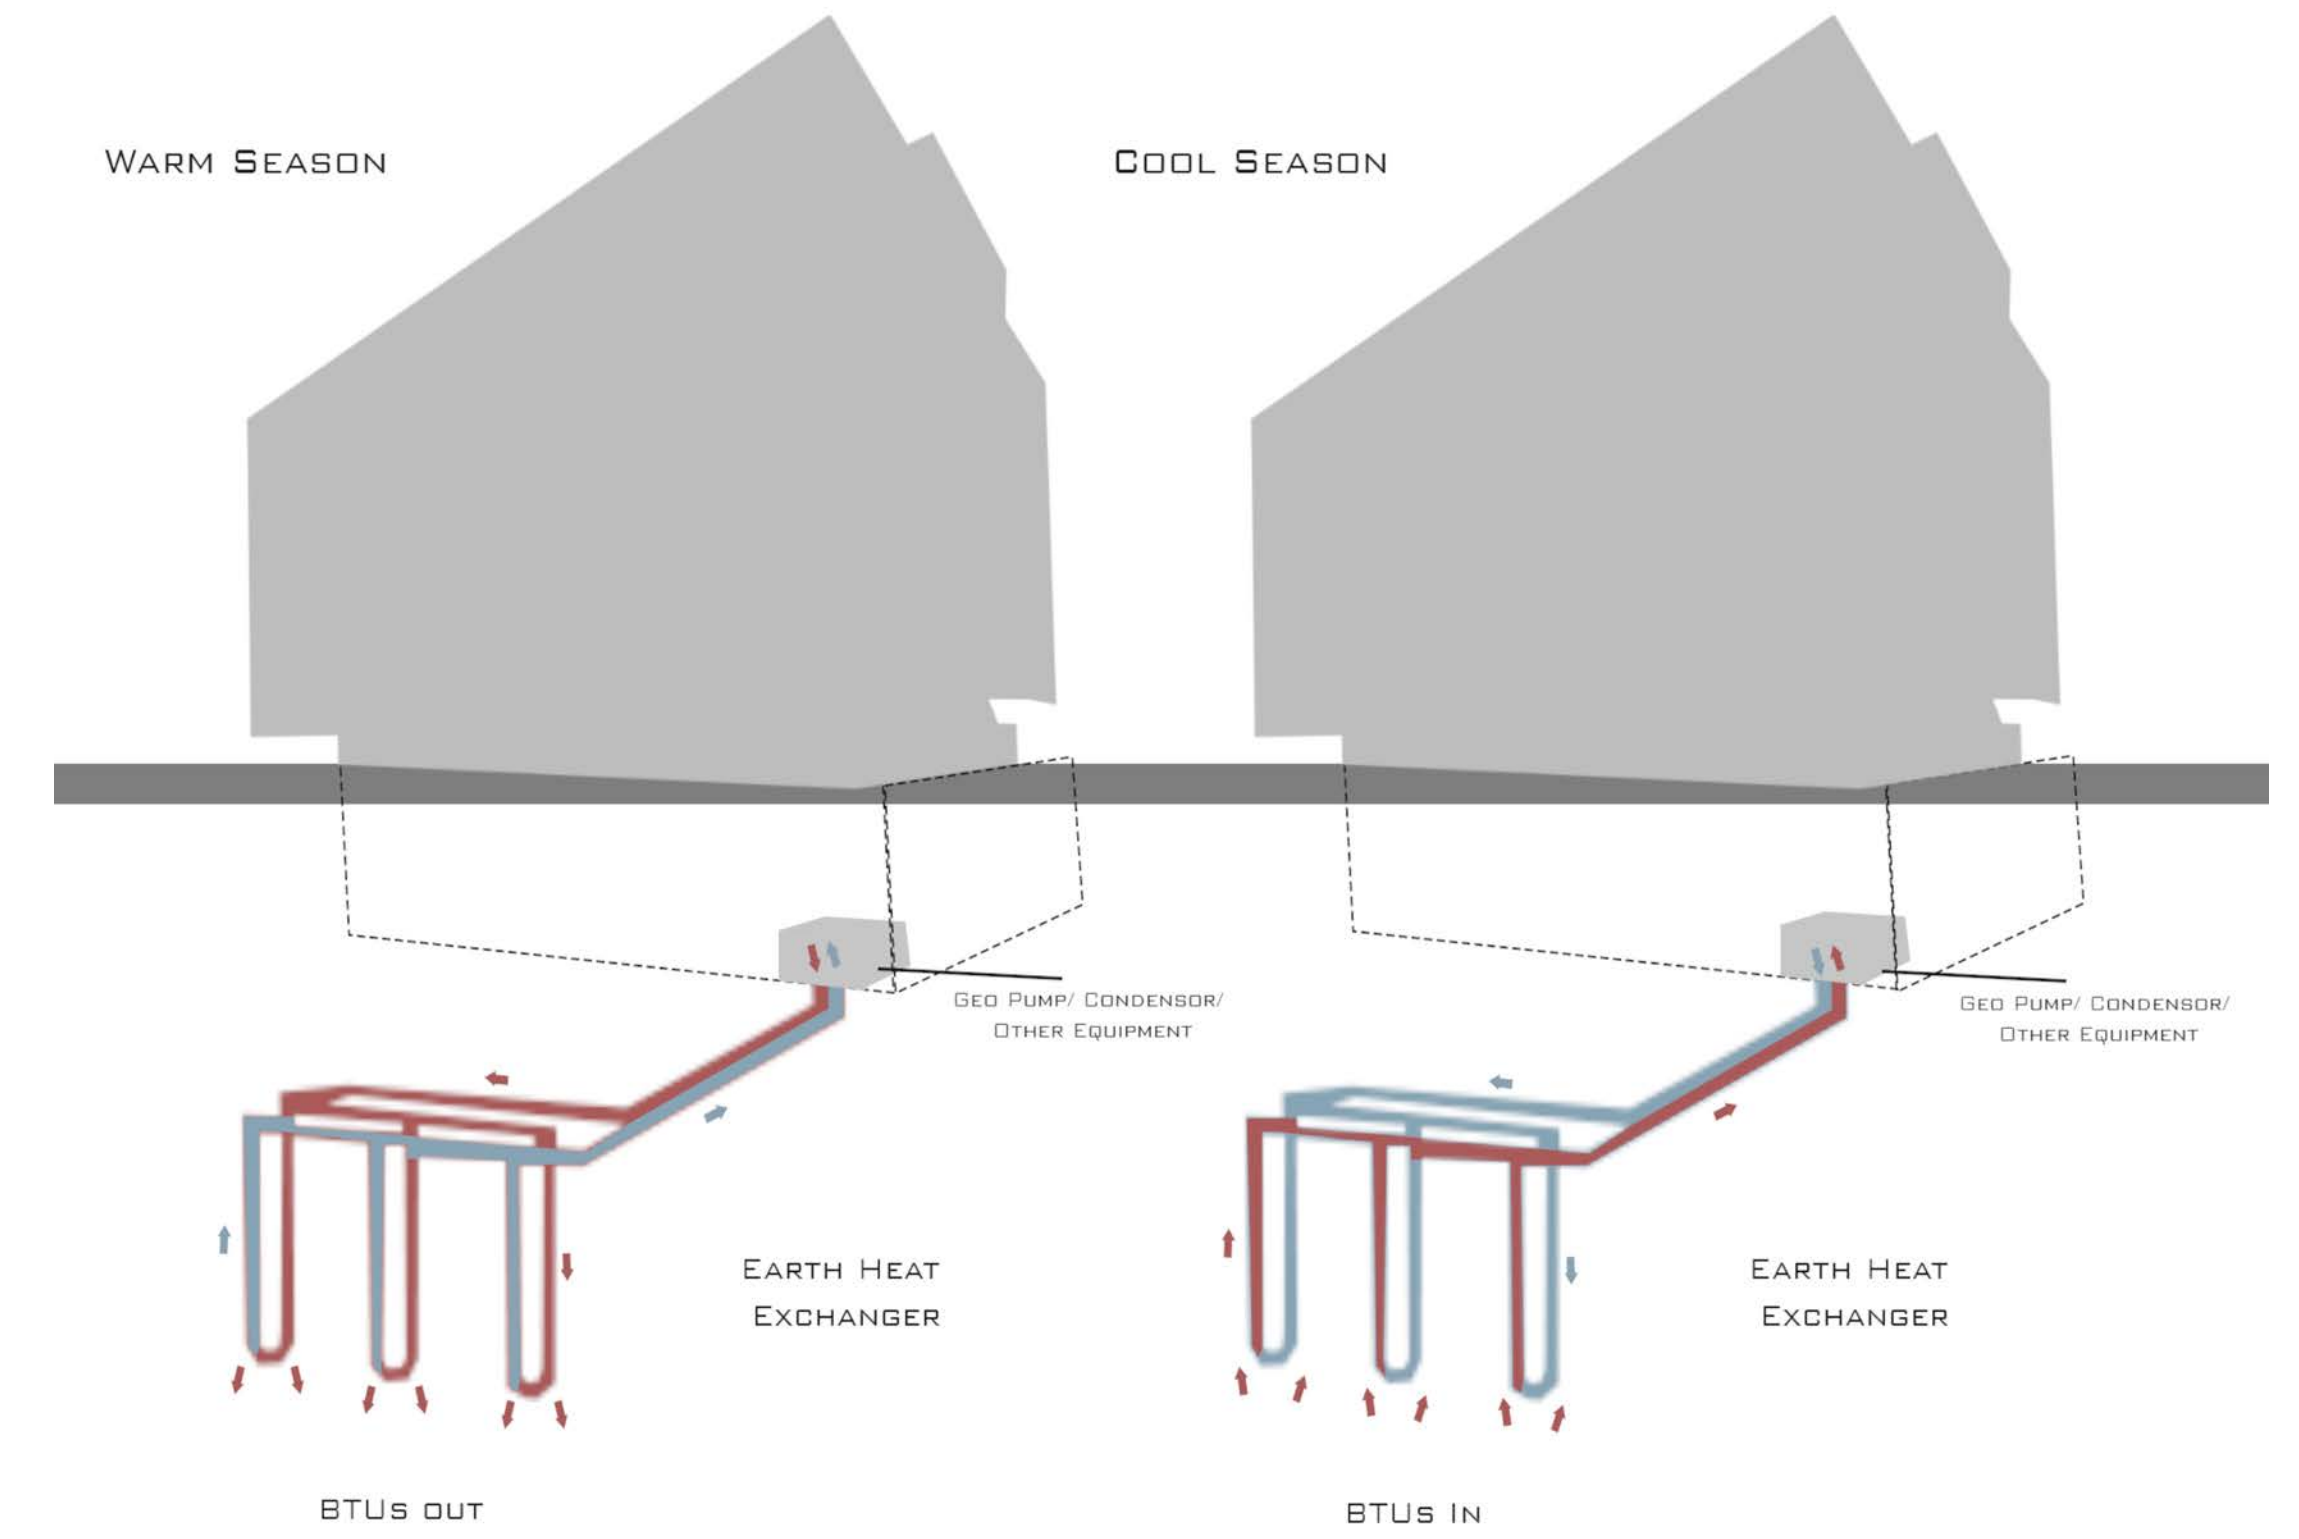 Warm Season
Cool Season
Geo Pump/ Condensor/
Other Equipment
Geo Pump/ Condensor/
Other Equipment
Earth Heat
Exchanger
Earth Heat
Exchanger
BTUs out
BTUs In